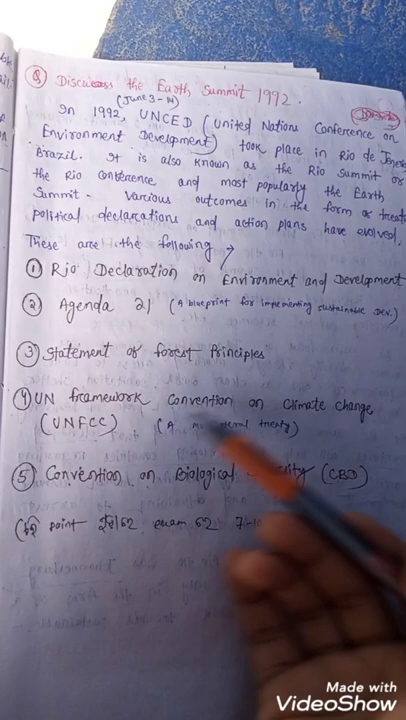 Q Discuss the Earth Summit 1992.
(June 3-14)
In 1992, UNCED (United Nations Conference on
Environment Development) took place in Rio de
Brazil. It is also known as the Rio Summit or
the Rio Conference and most popularly the Earth
Summit - Various outcomes in the form of
political declarations and action plans have evolved.
These are the following
① Rio Declaration on Environment and Development
② Agenda 21 (A blueprint for implementing sustainable Dev.)
③ Statement of forest Principles
④ UN framework Convention on Climate Change
(UNFCC) (A treaty)
⑤ Convention on Biological (CBD)
point exam
Made with
VideoShow